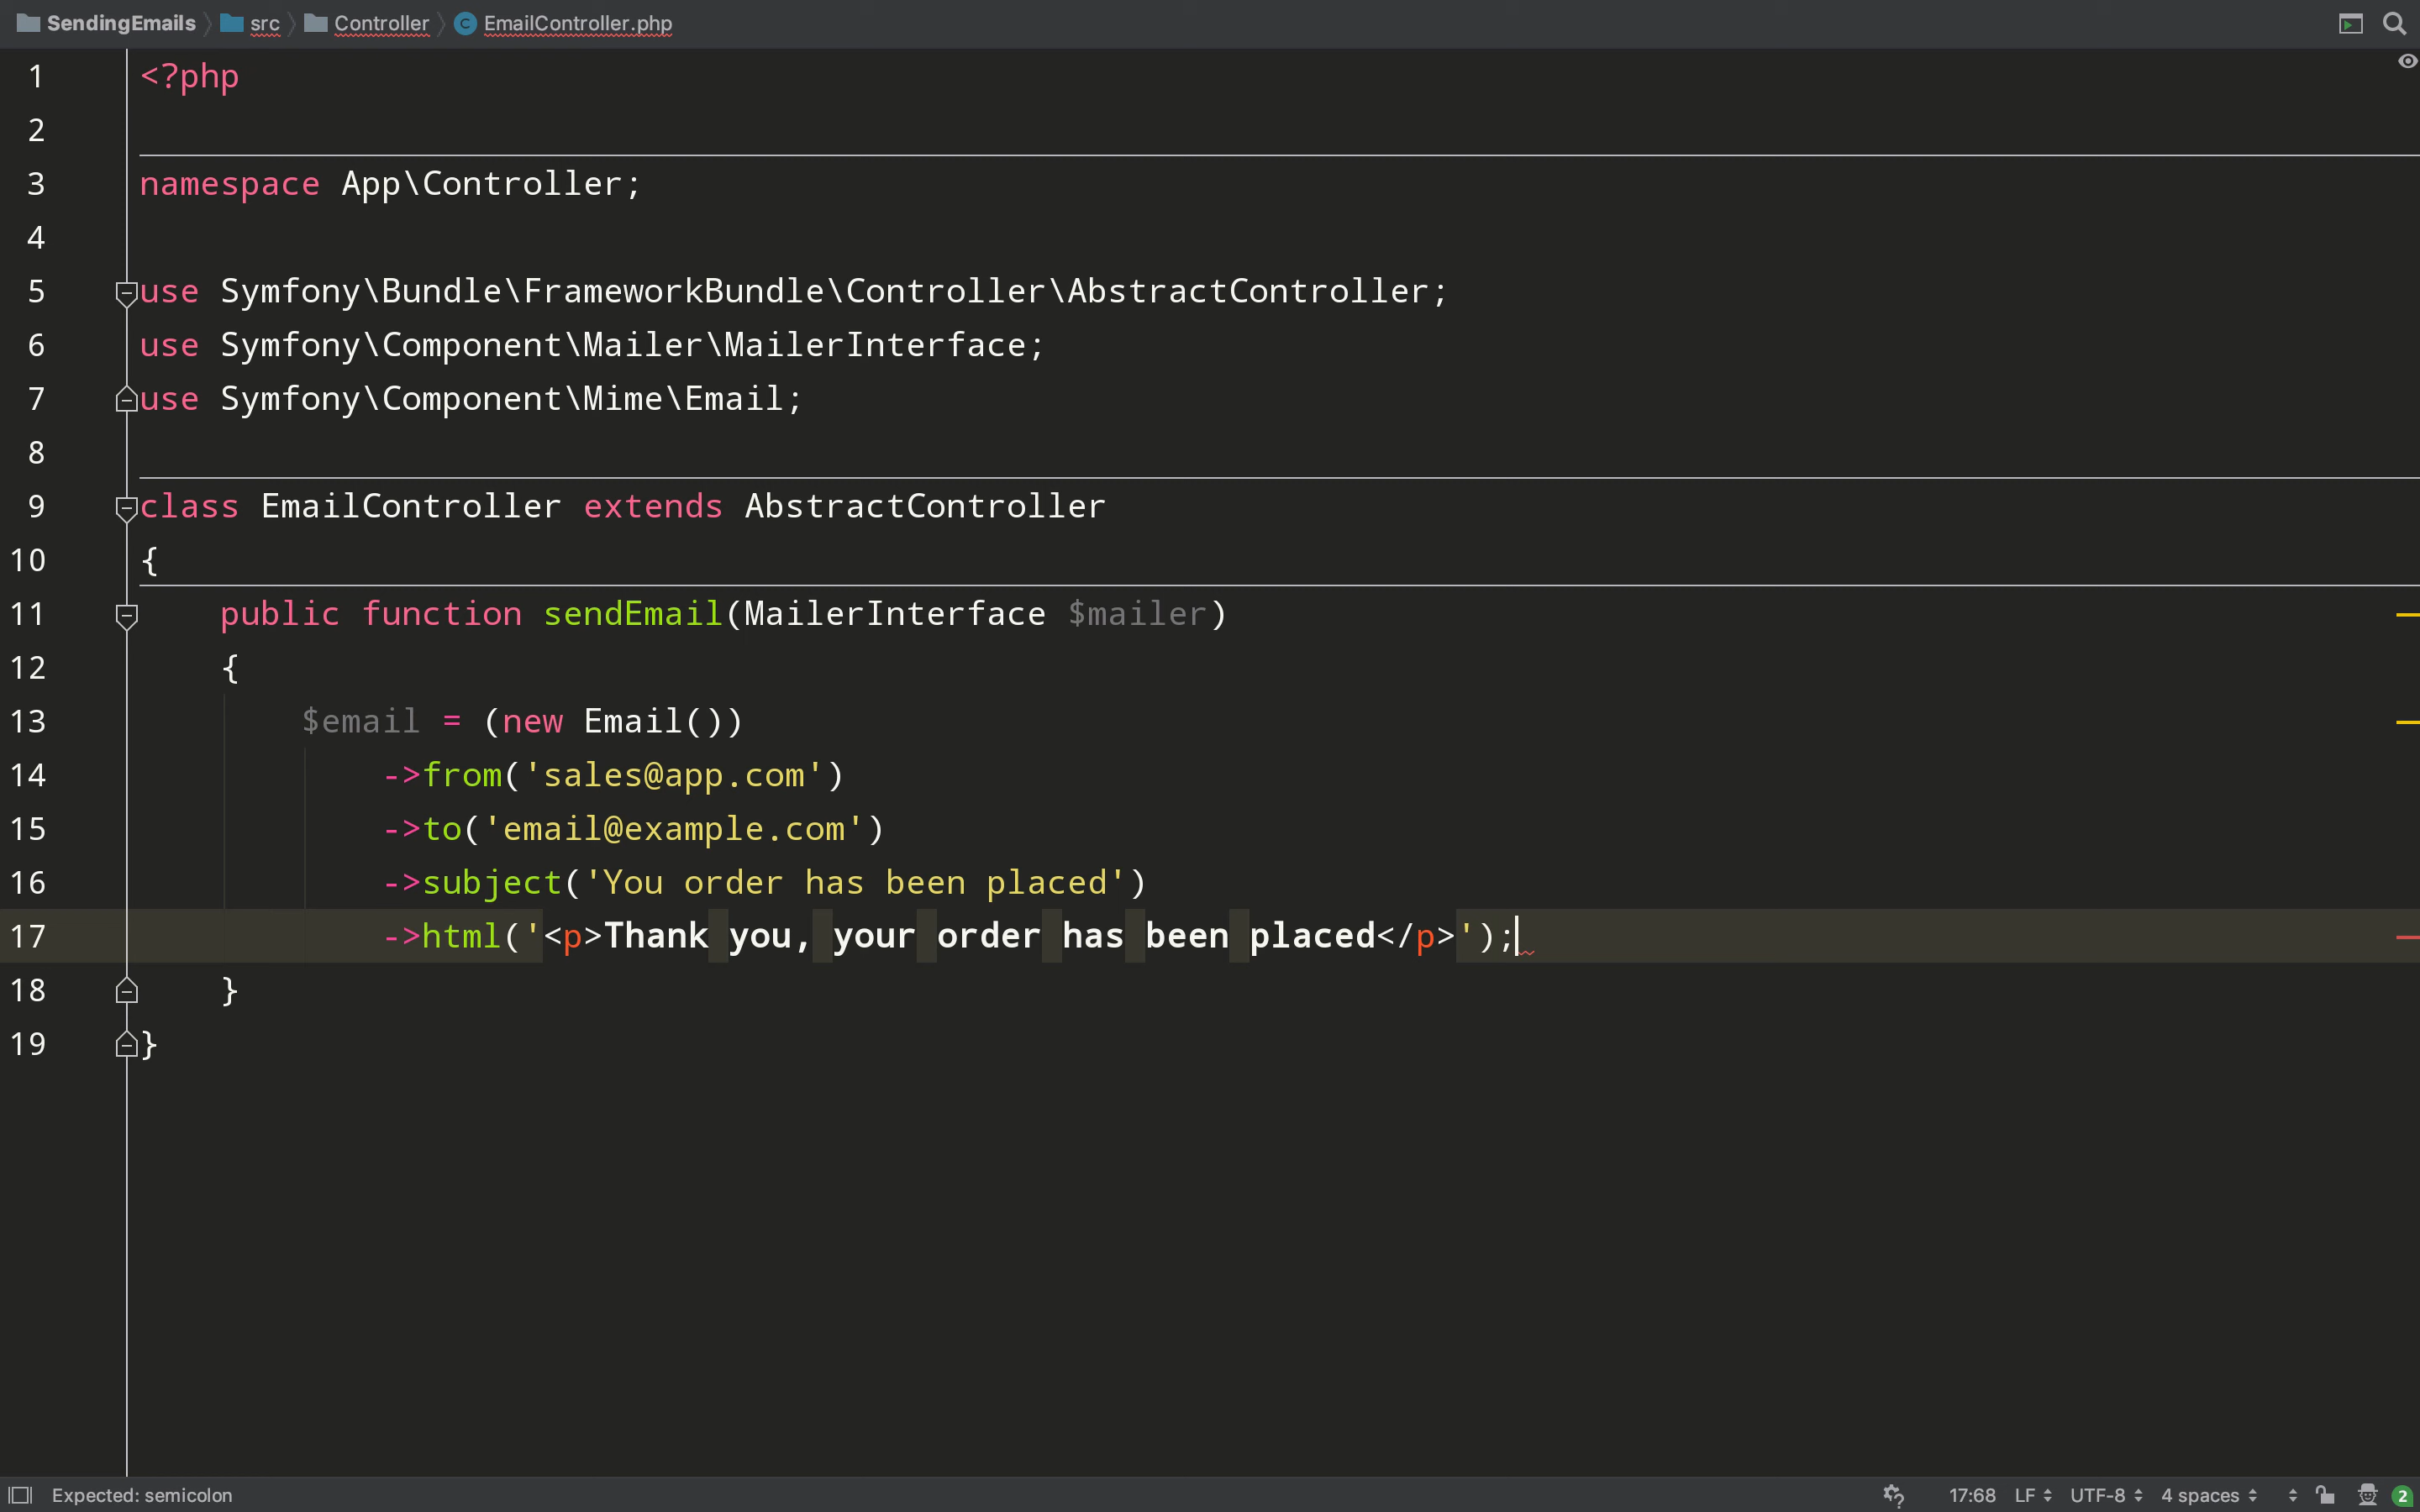 SendingEmails src Controller EmailController.php
1 <?php
2
3 namespace App\Controller;
4
5 use Symfony\Bundle\FrameworkBundle\Controller\AbstractController;
6 use Symfony\Component\Mailer\MailerInterface;
7 use Symfony\Component\Mime\Email;
8
9 class EmailController extends AbstractController
10 {
11     public function sendEmail(MailerInterface $mailer)
12     {
13         $email = (new Email())
14             ->from('sales@app.com')
15             ->to('email@example.com')
16             ->subject('You order has been placed')
17             ->html('<p>Thank you, your order has been placed</p>');
18     }
19 }
Expected: semicolon 17:68 LF UTF-8 4 spaces 2